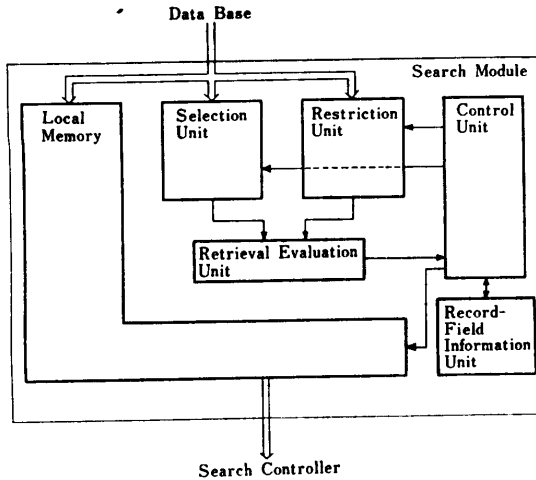 Data Base
Search Module
Local
Memory
Selection
Unit
Restriction
Unit
Control
Unit
Retrieval Evaluation
Unit
Record-
Field
Information
Unit
Search Controller